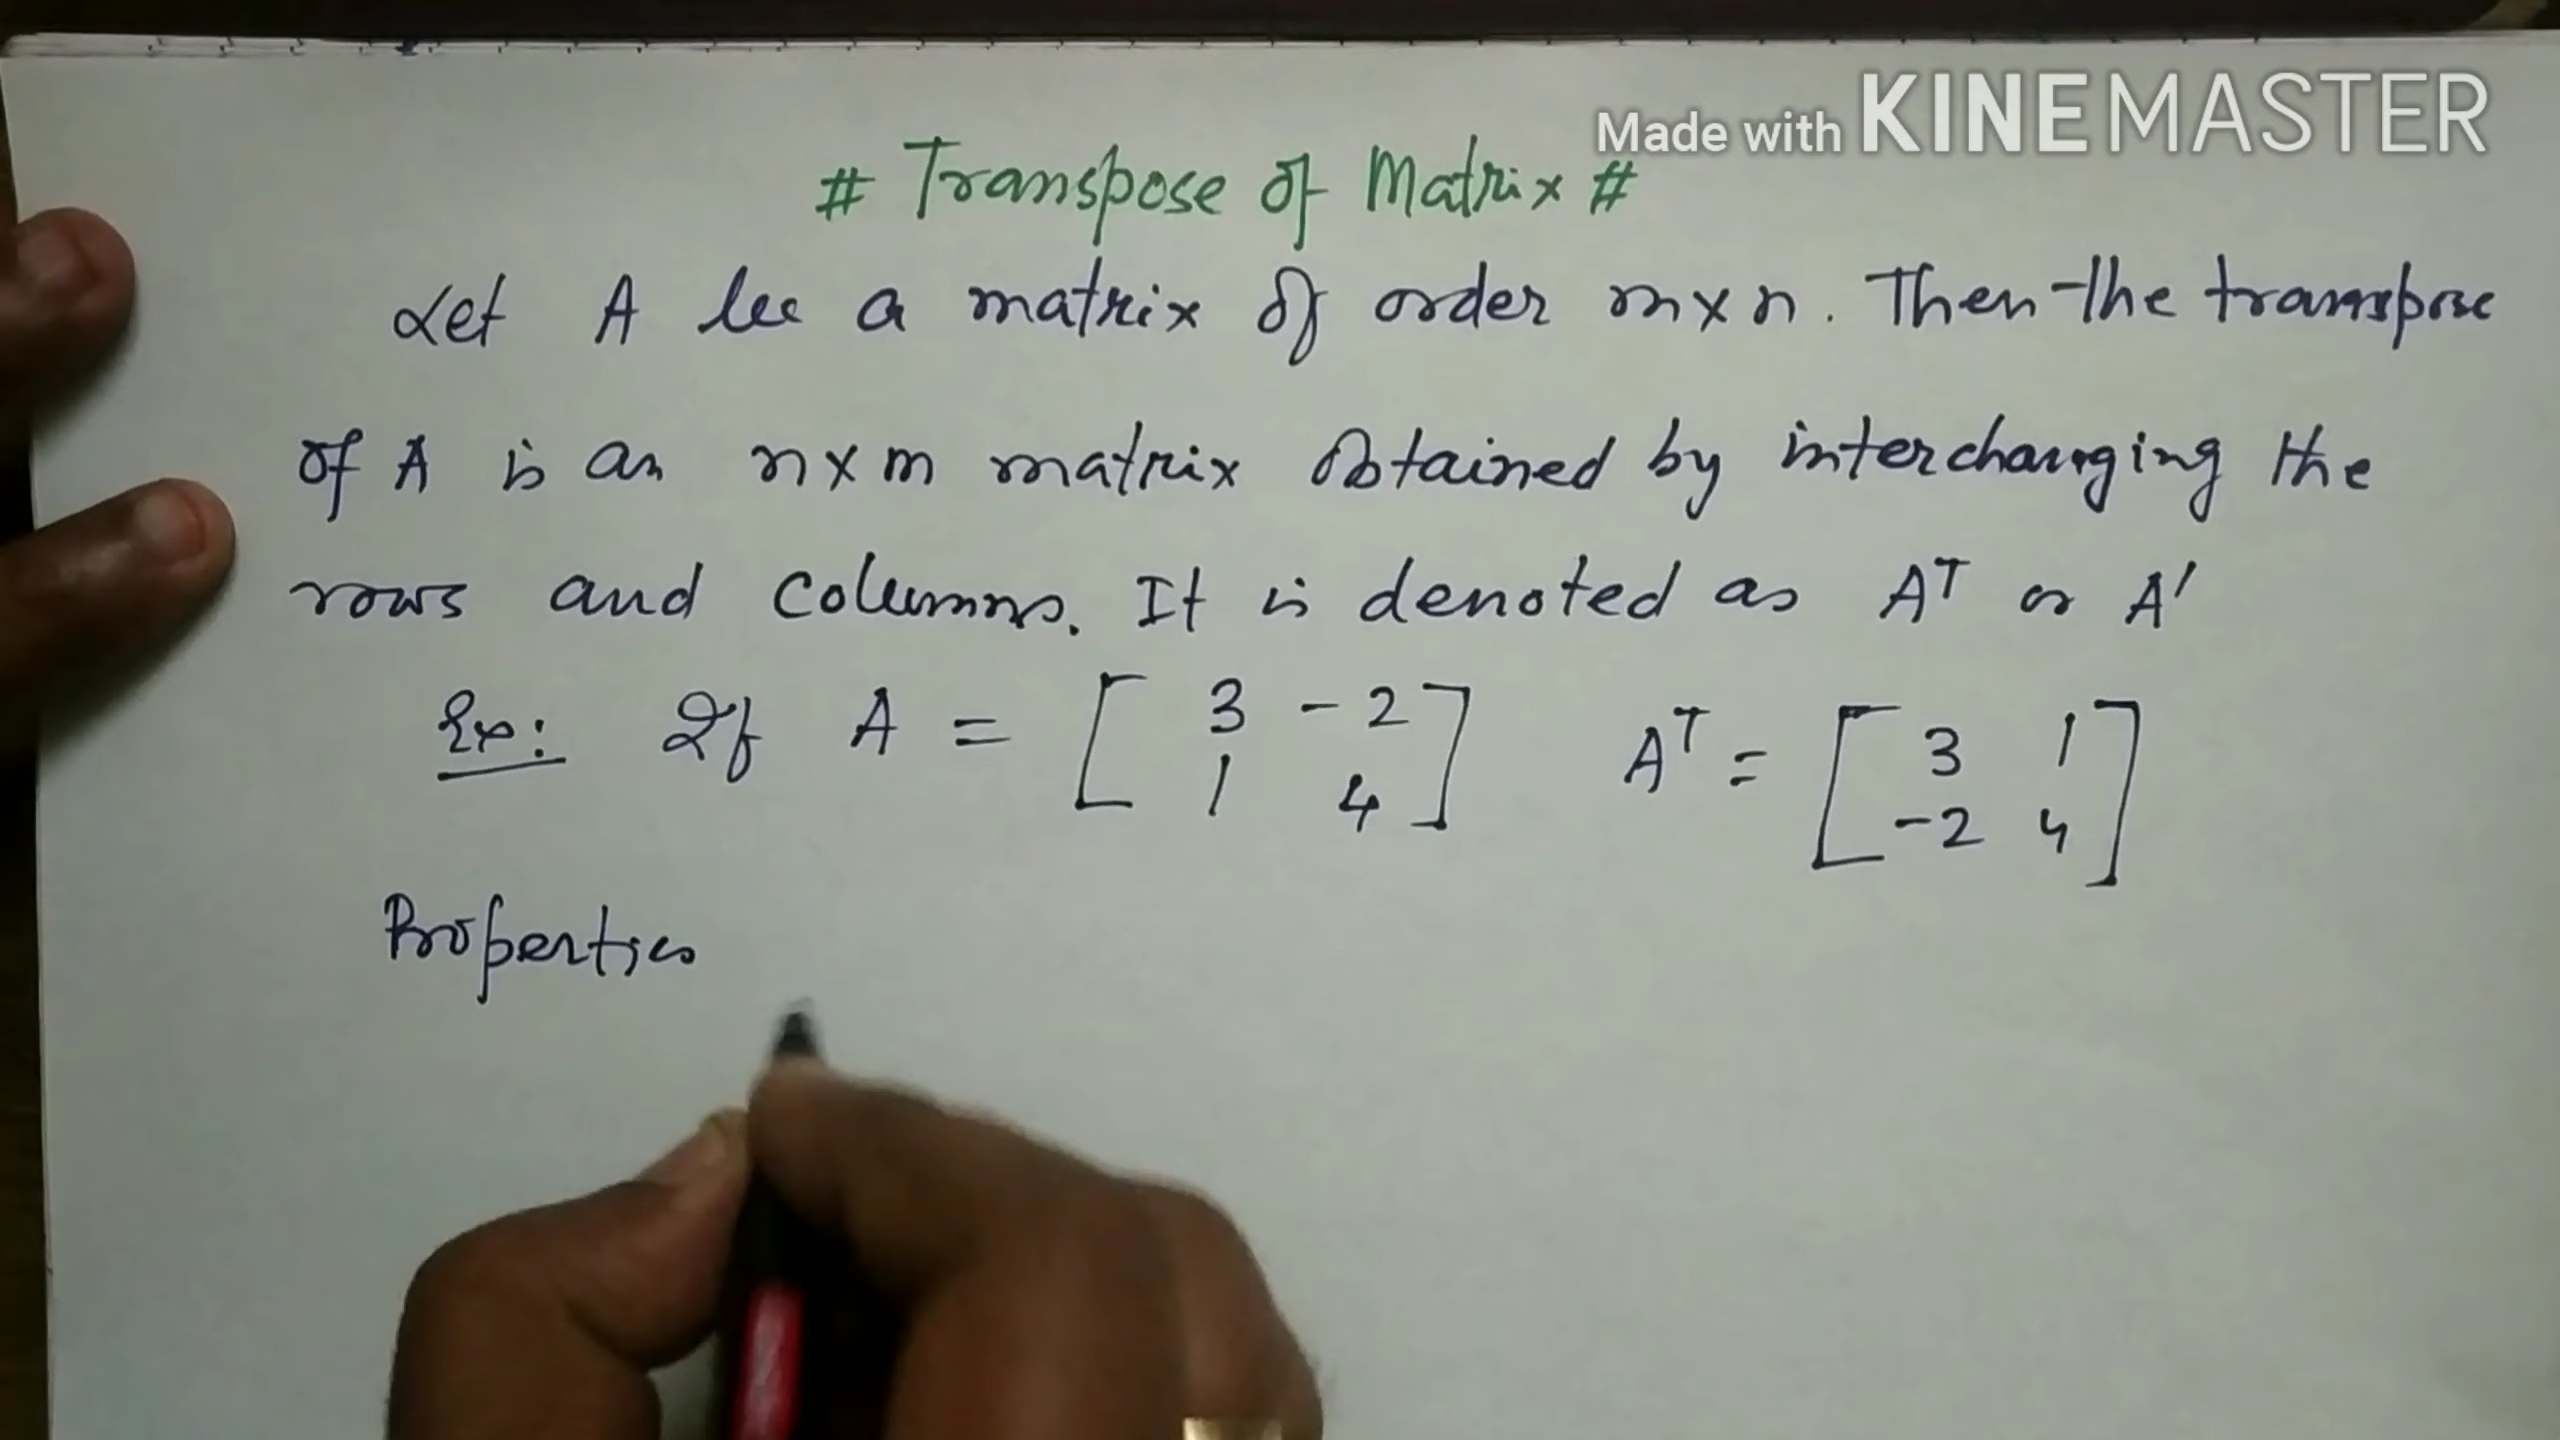 Made with KINEMASTER
# Transpose of Matrix #
Let A be a matrix of order m×n. Then the transpose
of A is an n×m matrix obtained by interchanging the
rows and columns. It is denoted as Aᵀ or A'
Ex: If A = [ 3 -2 Aᵀ = [ 3 1
1 4 ] -2 4 ]
Properties